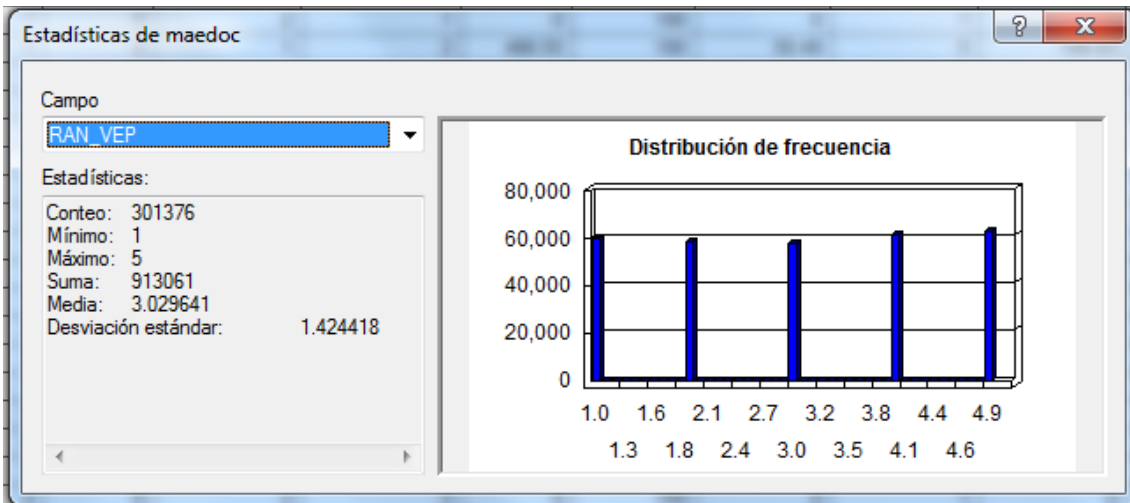 Estadísticas de maedoc
Campo
RAN_VEP
Estadísticas:
Conteo: 301376
Mínimo: 1
Máximo: 5
Suma: 913061
Media: 3.029641
Desviación estándar: 1.424418
Distribución de frecuencia
80,000
60,000
40,000
20,000
0
1.0 1.6 2.1 2.7 3.2 3.8 4.4 4.9
1.3 1.8 2.4 3.0 3.5 4.1 4.6